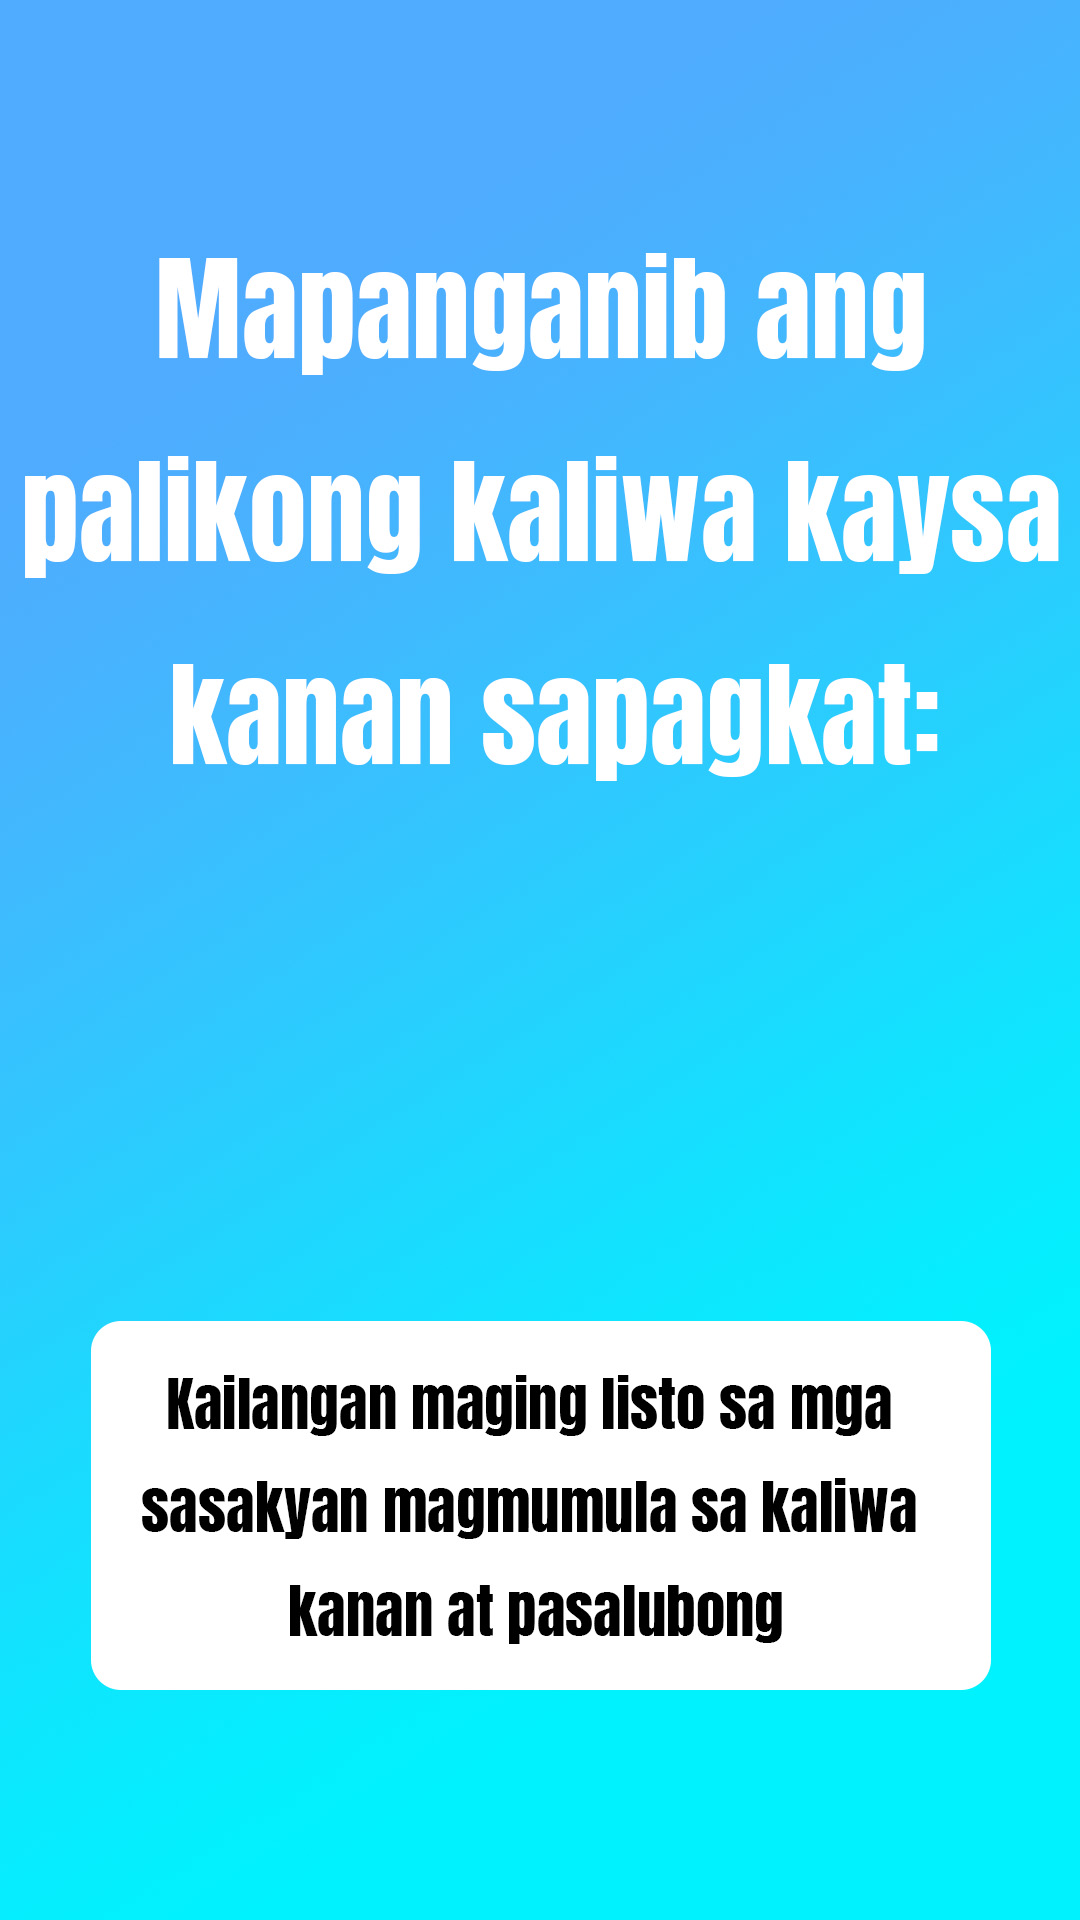 Mapanganib ang
palikong kaliwa kaysa
kanan sapagkat:
Kailangan maging listo sa mga
sasakyan magmumula sa kaliwa
kanan at pasalubong